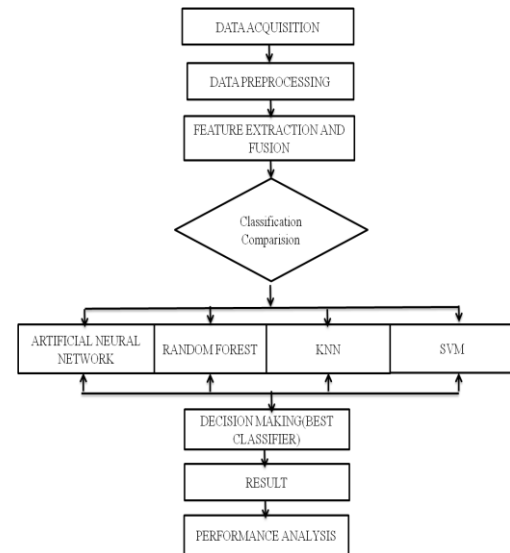 DATA ACQUISITION
DATA PREPROCESSING
FEATURE EXTRACTION AND
FUSION
Classification
Comparision
ARTIFICIAL NEURAL
NETWORK
RANDOM FOREST
KNN
SVM
DECISION MAKING(BEST
CLASSIFIER)
RESULT
PERFORMANCE ANALYSIS